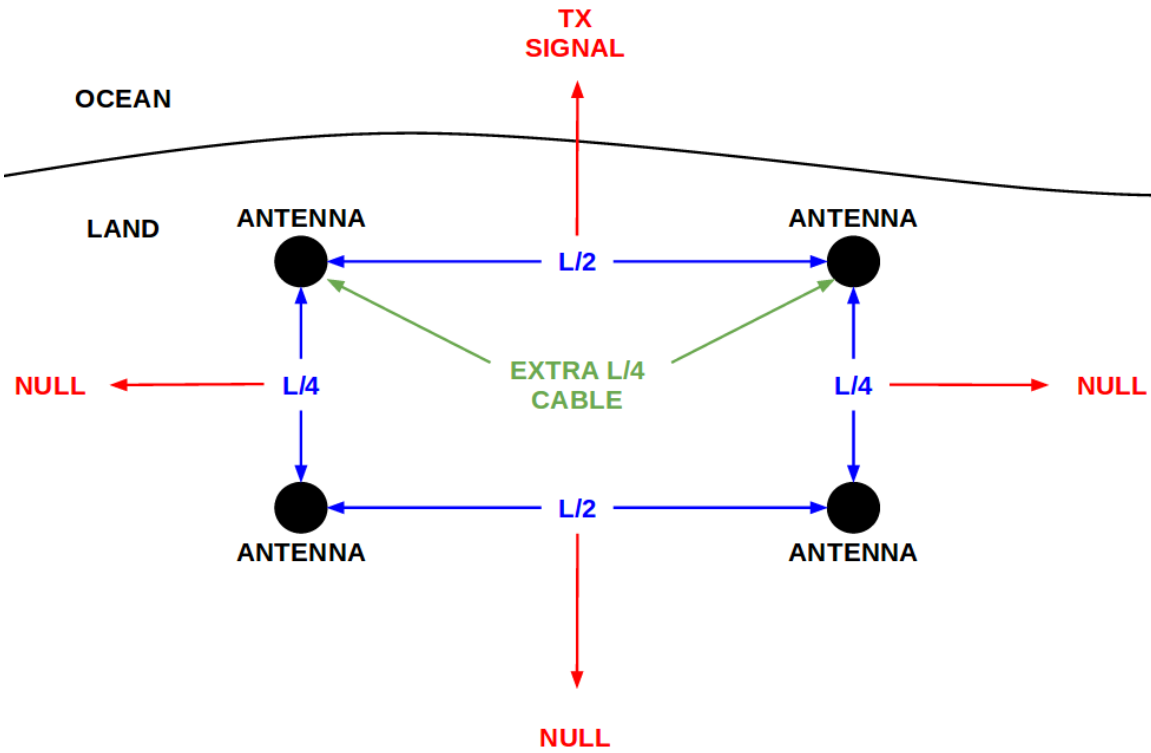 TX
SIGNAL
OCEAN
LAND
ANTENNA
ANTENNA
L/2
EXTRA L/4
CABLE
NULL
L/4
L/4
NULL
L/2
ANTENNA
ANTENNA
NULL